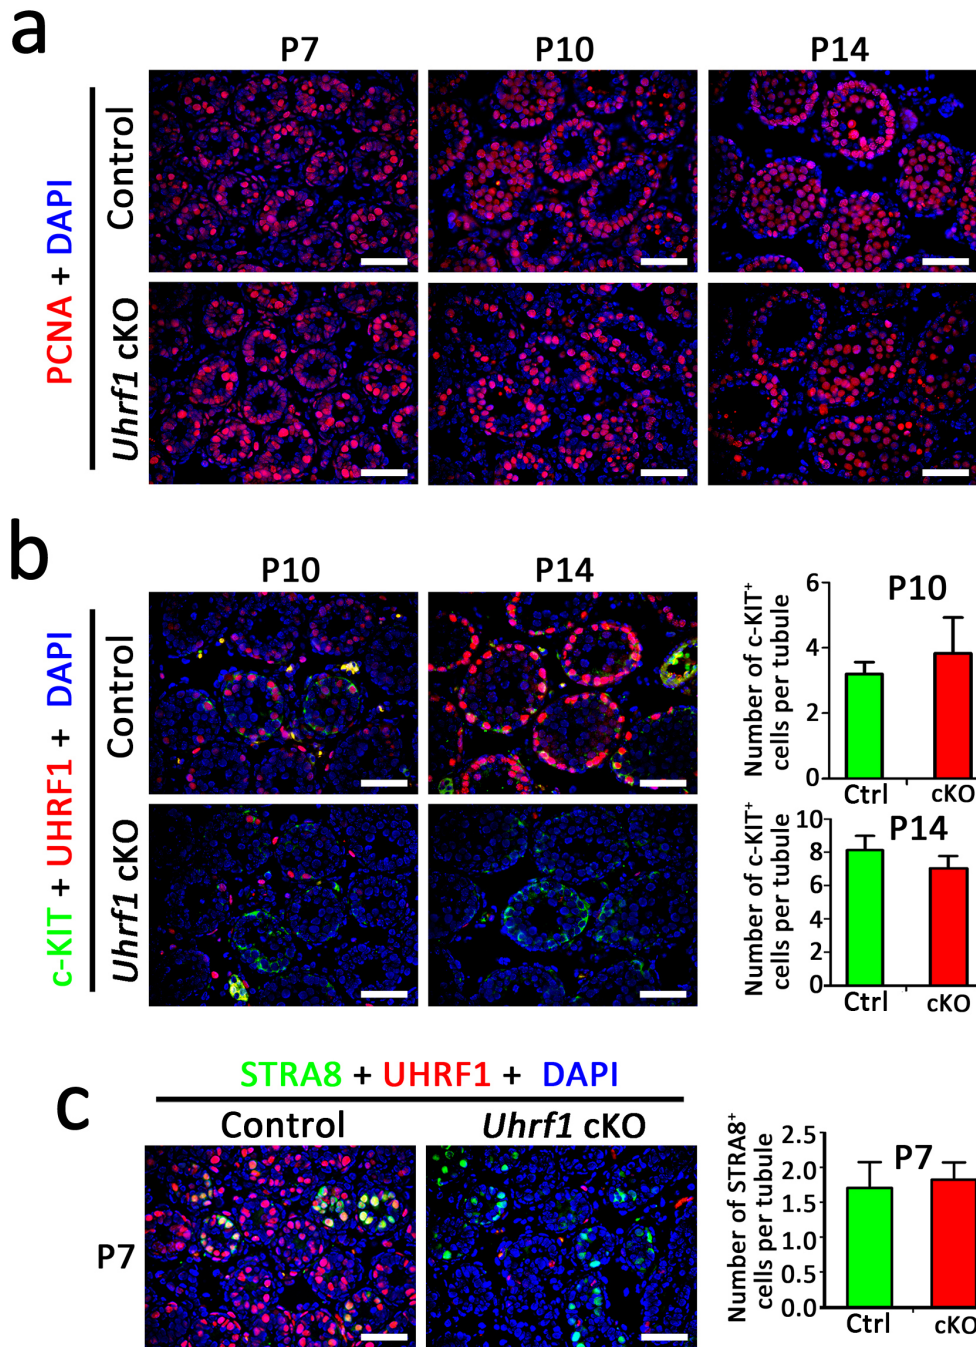 a
P7
P10
P14
PCNA + DAPI
Control
Uhrf1 cKO
b
P10
P14
c-KIT + UHRF1 + DAPI
Control
Uhrf1 cKO
Number of c-KIT+
cells per tubule
P10
6
4
2
0
Ctrl
cKO
Number of c-KIT+
cells per tubule
P14
10
8
6
4
2
0
Ctrl
cKO
c
STRA8 + UHRF1 + DAPI
Control
Uhrf1 cKO
P7
Number of STRA8+
cells per tubule
P7
2.5
2.0
1.5
1.0
0.5
0.0
Ctrl
cKO